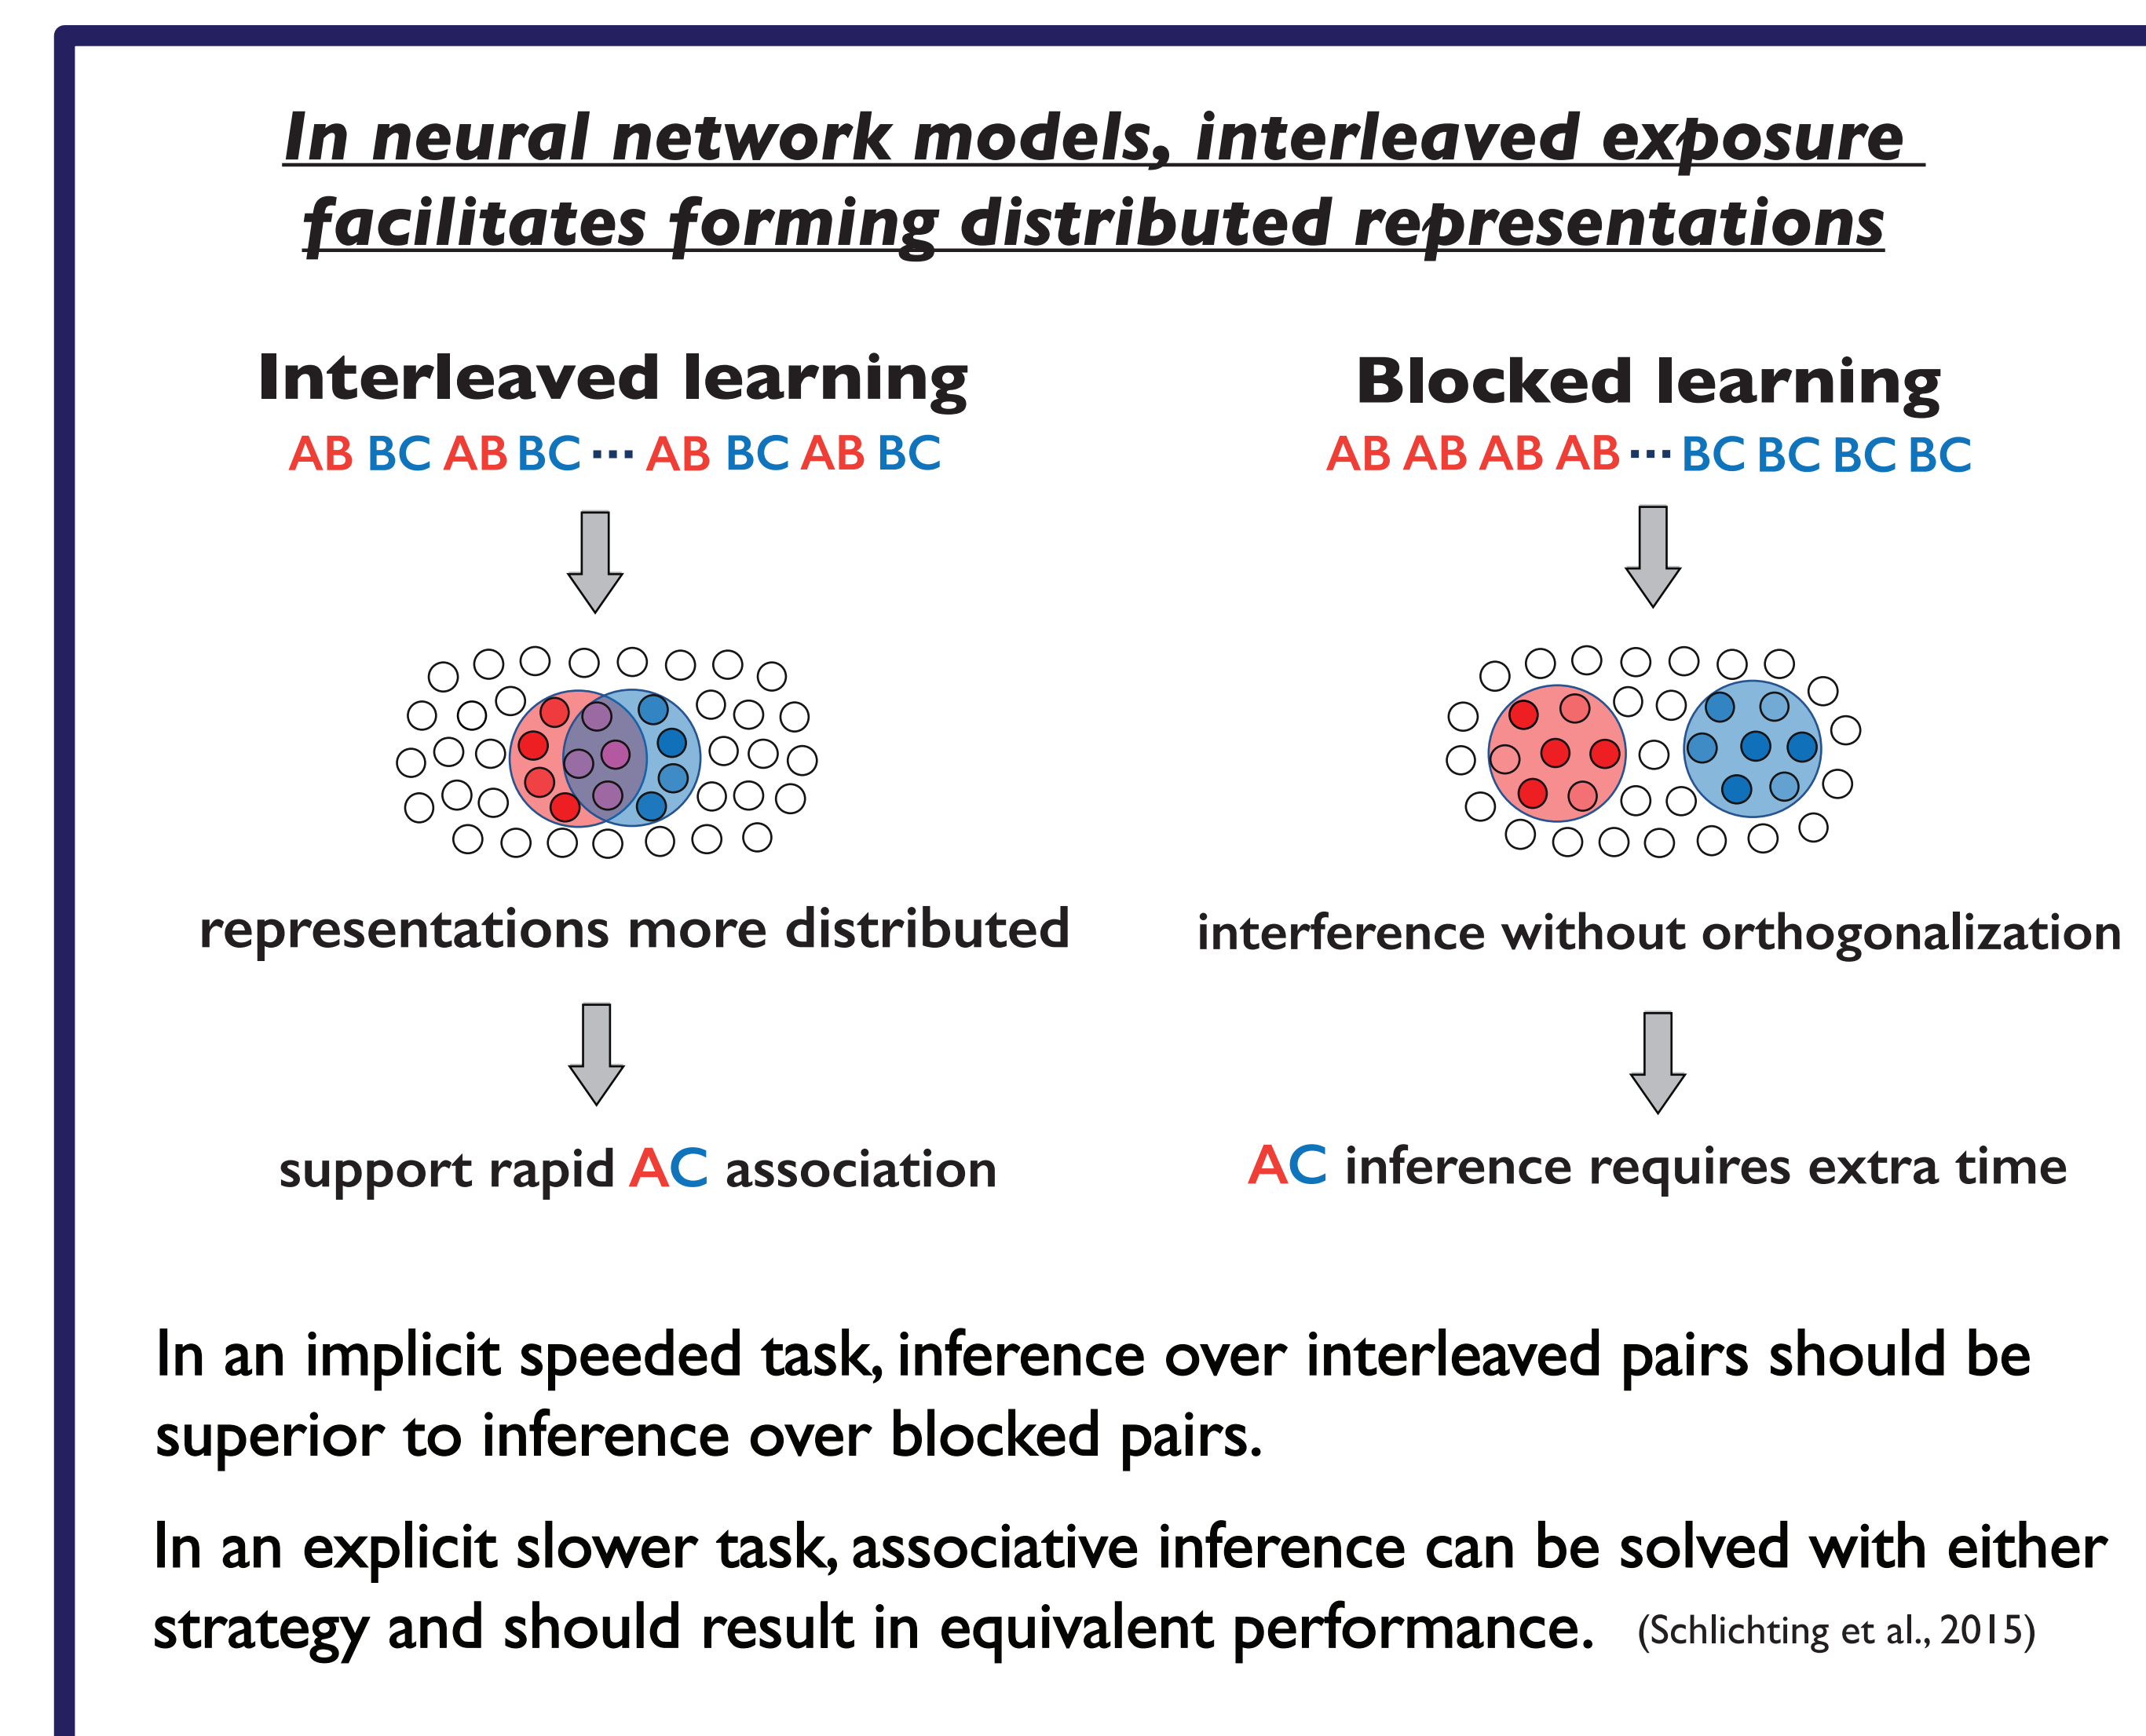 In neural network models, interleaved exposure
facilitates forming distributed representations
Interleaved learning
AB BC AB BC ... AB BC AB BC
representations more distributed
support rapid AC association
Blocked learning
AB AB AB AB ... BC BC BC BC
interference without orthogonalization
AC inference requires extra time
In an implicit speeded task, inference over interleaved pairs should be
superior to inference over blocked pairs.
In an explicit slower task, associative inference can be solved with either
strategy and should result in equivalent performance. (Schlichting et al., 2015)